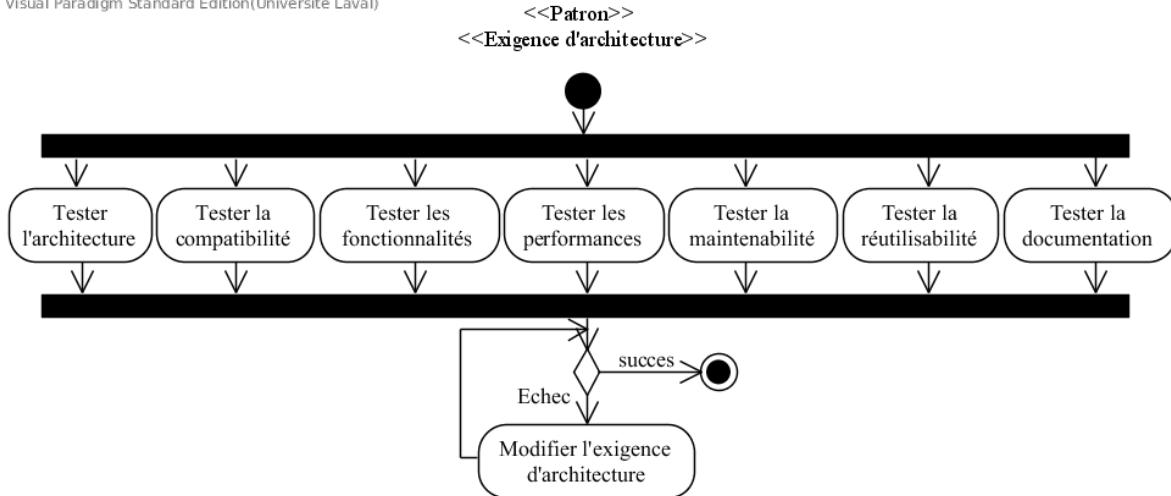 Visual Paradigm Standard Edition(Université Laval)
<<Patron>>
<<Exigence d'architecture>>
Tester
l'architecture
Tester la
compatibilité
Tester les
fonctionnalités
Tester les
performances
Tester la
maintenabilité
Tester la
réutilisabilité
Tester la
documentation
succes
Echec
Modifier l'exigence
d'architecture